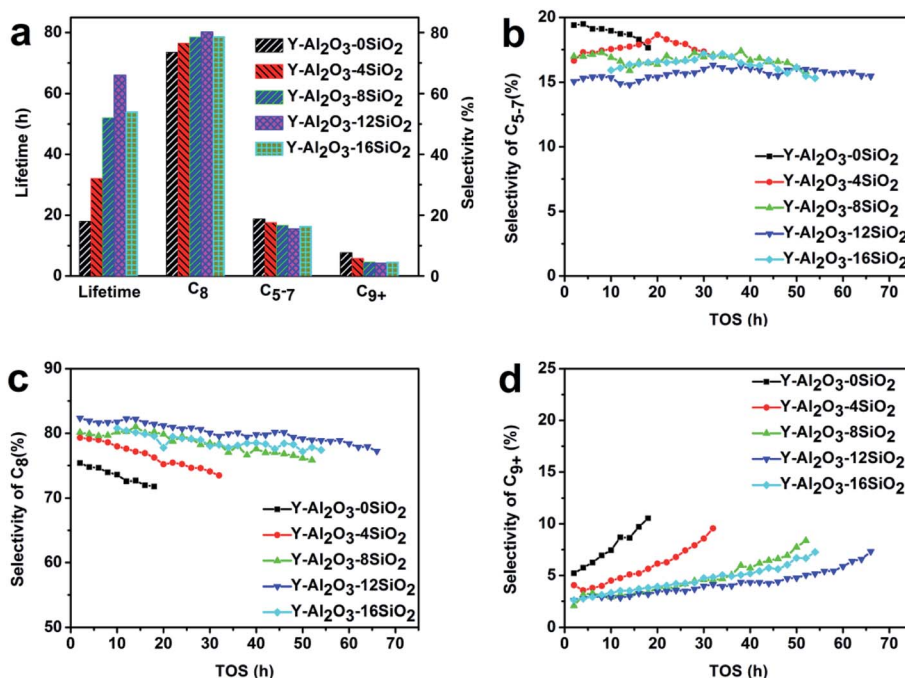 a
80
60
40
20
0
Lifetime (h)
Y-Al2O3-0SiO2
Y-Al2O3-4SiO2
Y-Al2O3-8SiO2
Y-Al2O3-12SiO2
Y-Al2O3-16SiO2
80
60
40
20
0
Selectivity (%)
Lifetime C8 C5-7 C9+
b
20
17.5
15
12.5
0
Selectivity of C5-7(%)
Y-Al2O3-0SiO2
Y-Al2O3-4SiO2
Y-Al2O3-8SiO2
Y-Al2O3-12SiO2
Y-Al2O3-16SiO2
0 10 20 30 40 50 60 70
TOS (h)
c
90
80
70
60
50
Selectivity of C8(%)
Y-Al2O3-0SiO2
Y-Al2O3-4SiO2
Y-Al2O3-8SiO2
Y-Al2O3-12SiO2
Y-Al2O3-16SiO2
0 10 20 30 40 50 60 70
TOS (h)
d
25
20
15
10
5
0
Selectivity of C9+ (%)
Y-Al2O3-0SiO2
Y-Al2O3-4SiO2
Y-Al2O3-8SiO2
Y-Al2O3-12SiO2
Y-Al2O3-16SiO2
0 10 20 30 40 50 60 70
TOS (h)